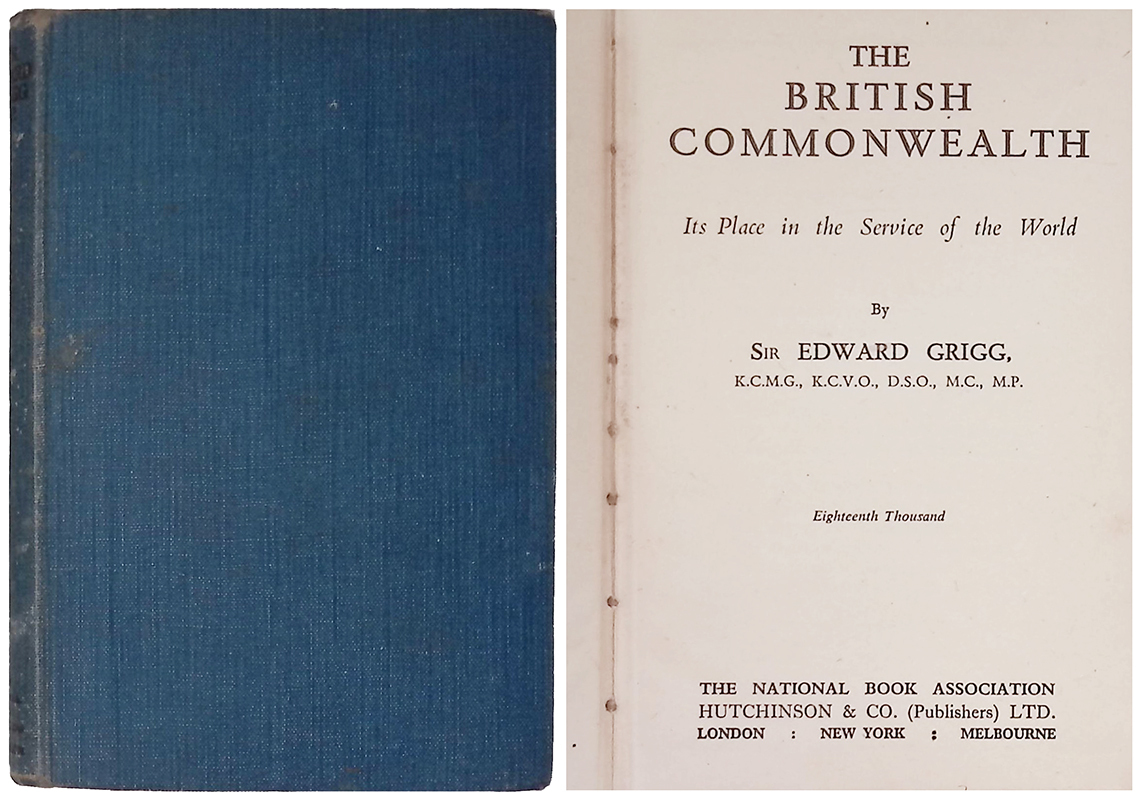 THE
BRITISH
COMMONWEALTH
Its Place in the Service of the World
By
SIR EDWARD GRIGG,
K.C.M.G., K.C.V.O., D.S.O., M.C., M.P.
Eighteenth Thousand
THE NATIONAL BOOK ASSOCIATION
HUTCHINSON & CO. (Publishers) LTD.
LONDON : NEW YORK : MELBOURNE